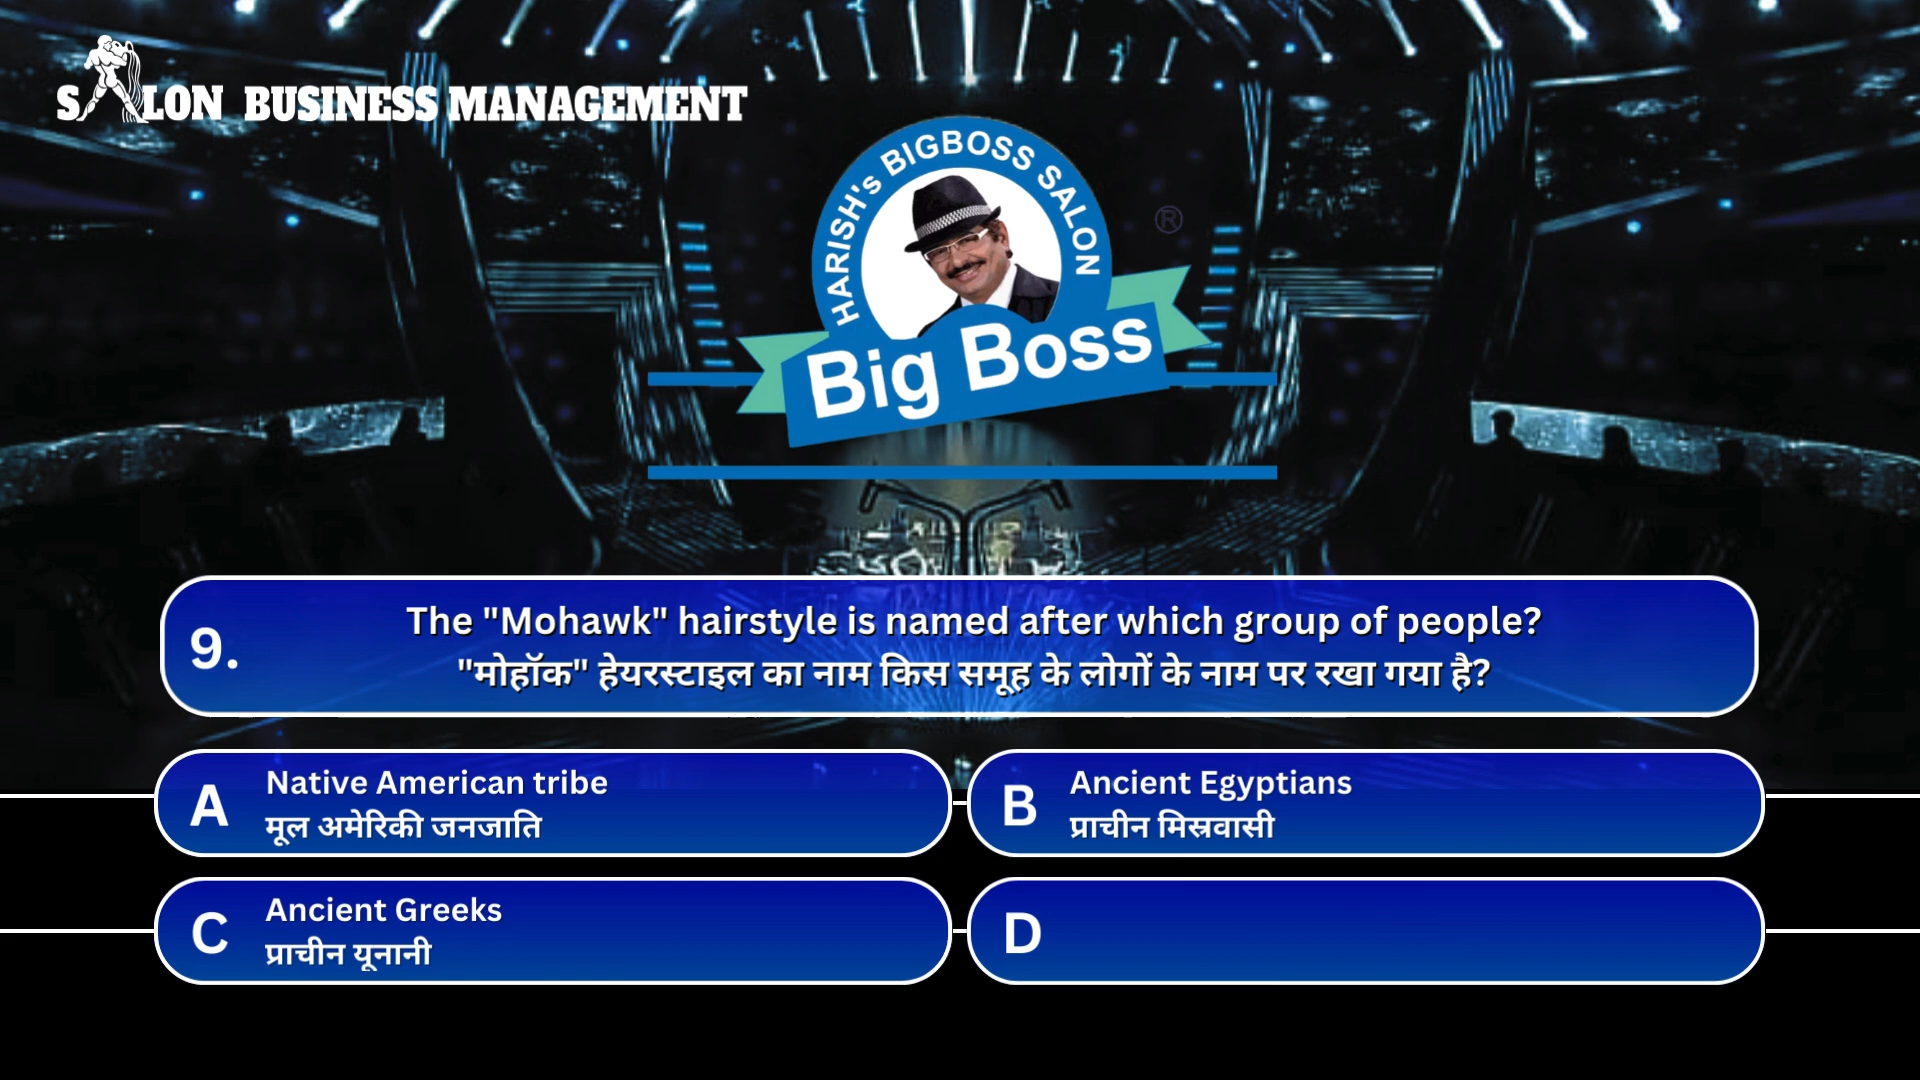 SALON BUSINESS MANAGEMENT
HARISH's BIGBOSS SALON
®
Big Boss
9.
The "Mohawk" hairstyle is named after which group of people?
"मोहॉक" हेयरस्टाइल का नाम किस समूह के लोगों के नाम पर रखा गया है?
A
Native American tribe
मूल अमेरिकी जनजाति
B
Ancient Egyptians
प्राचीन मिस्रवासी
C
Ancient Greeks
प्राचीन यूनानी
D